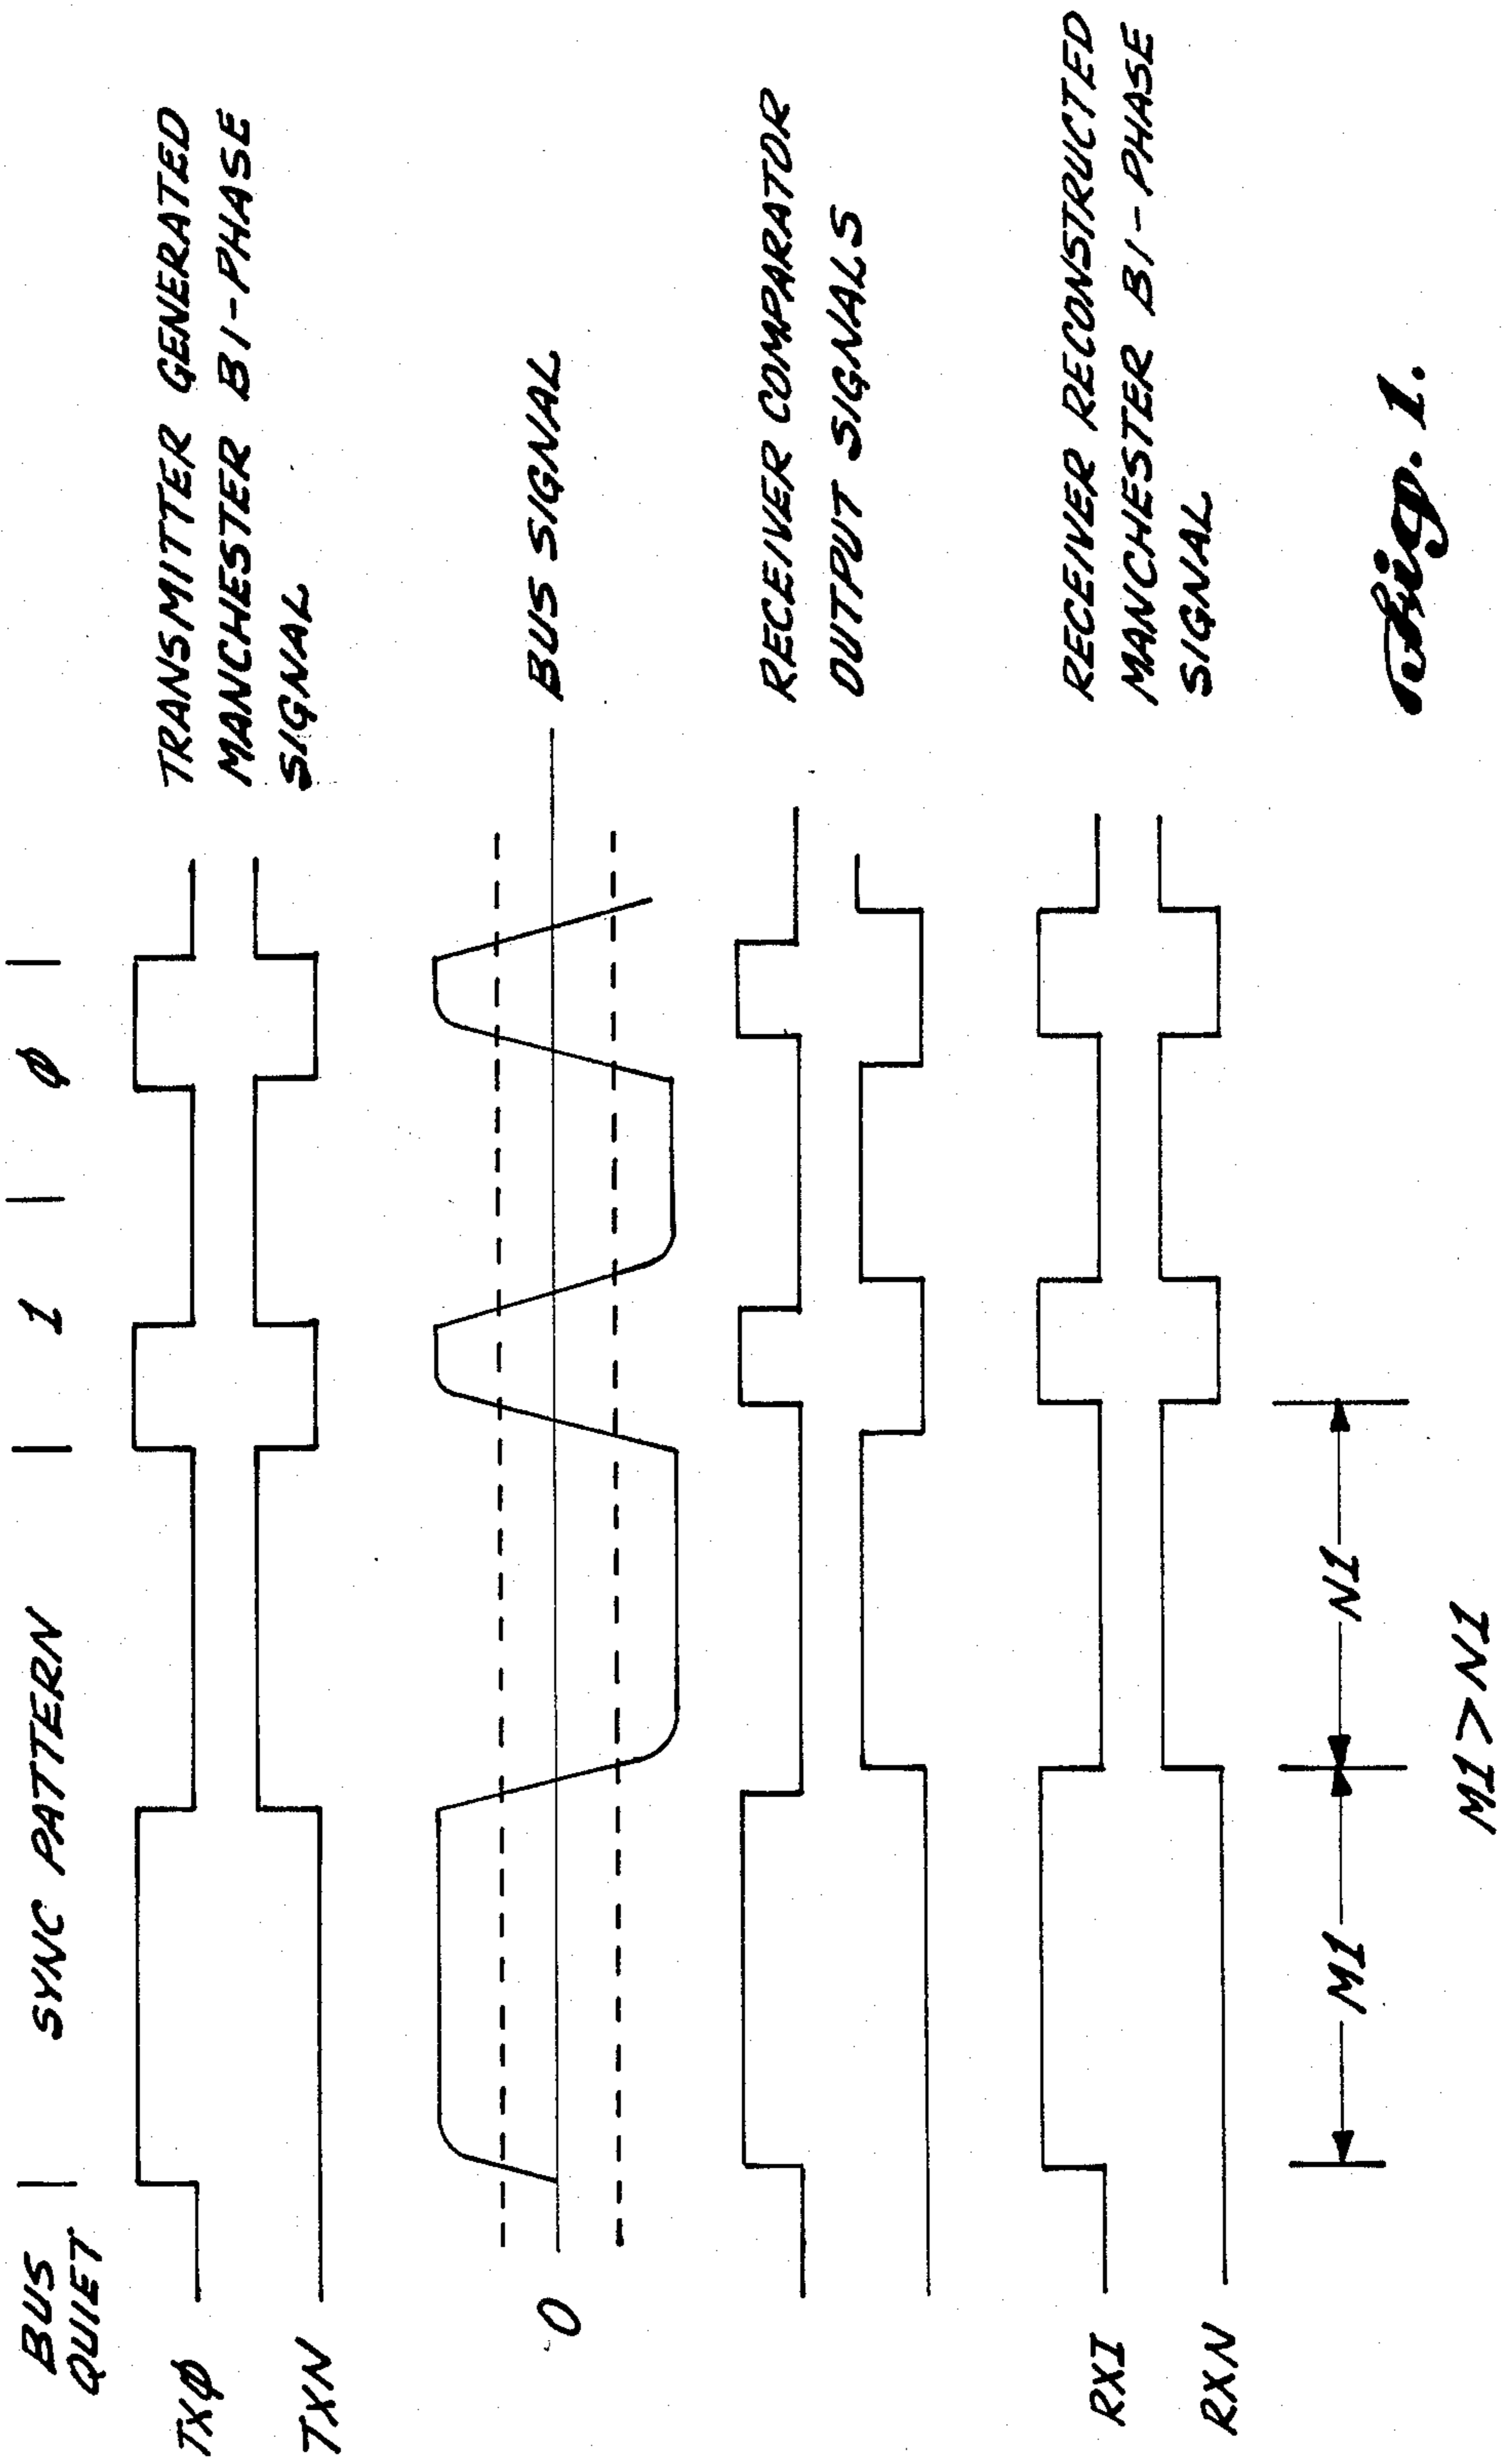 BUS
QUIET
SYNC PATTERN
1
φ
TXφ
TXN
TRANSMITTER GENERATED
MANCHESTER BI-PHASE
SIGNAL
0
BUS SIGNAL
RECEIVER COMPARATOR
OUTPUT SIGNALS
RXI
RXN
RECEIVER RECONSTRUCTED
MANCHESTER BI-PHASE
SIGNAL
M1
N1
M1>N1
Fig. 1.